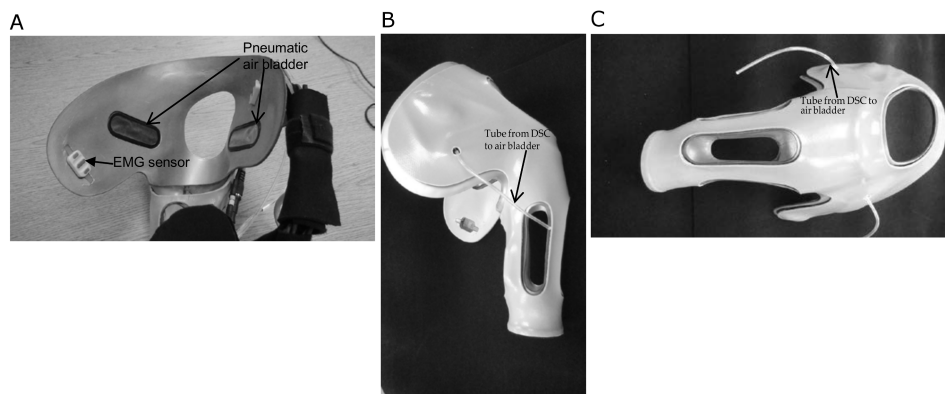 A
Pneumatic
air bladder
EMG sensor
B
Tube from DSC
to air bladder
C
Tube from DSC to
air bladder